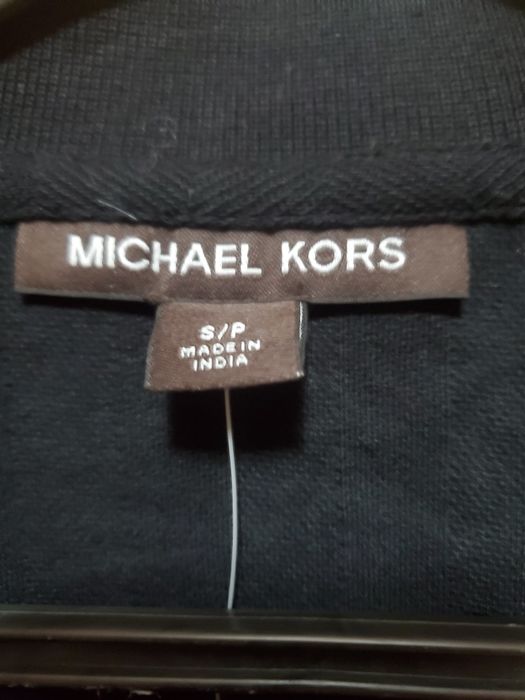 MICHAEL KORS
S/P
MADE IN
INDIA